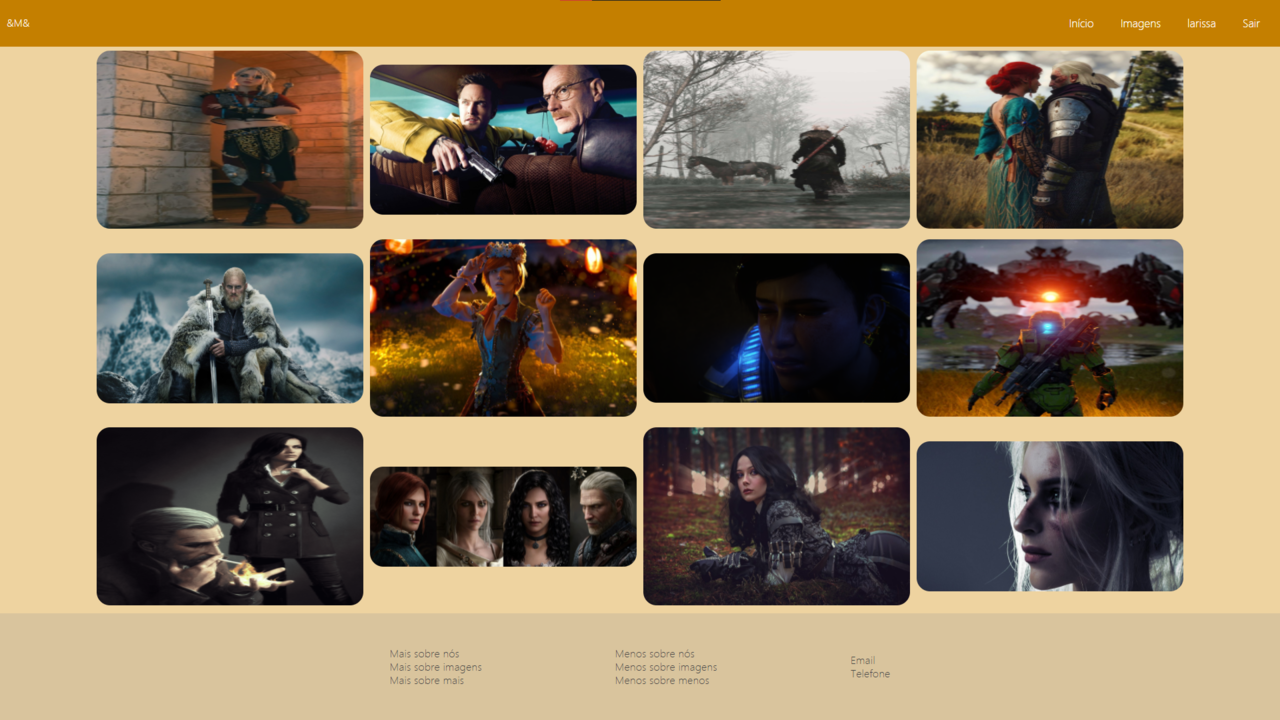 &M&
Início Imagens larissa Sair
Mais sobre nós
Mais sobre imagens
Mais sobre mais
Menos sobre nós
Menos sobre imagens
Menos sobre menos
Email
Telefone